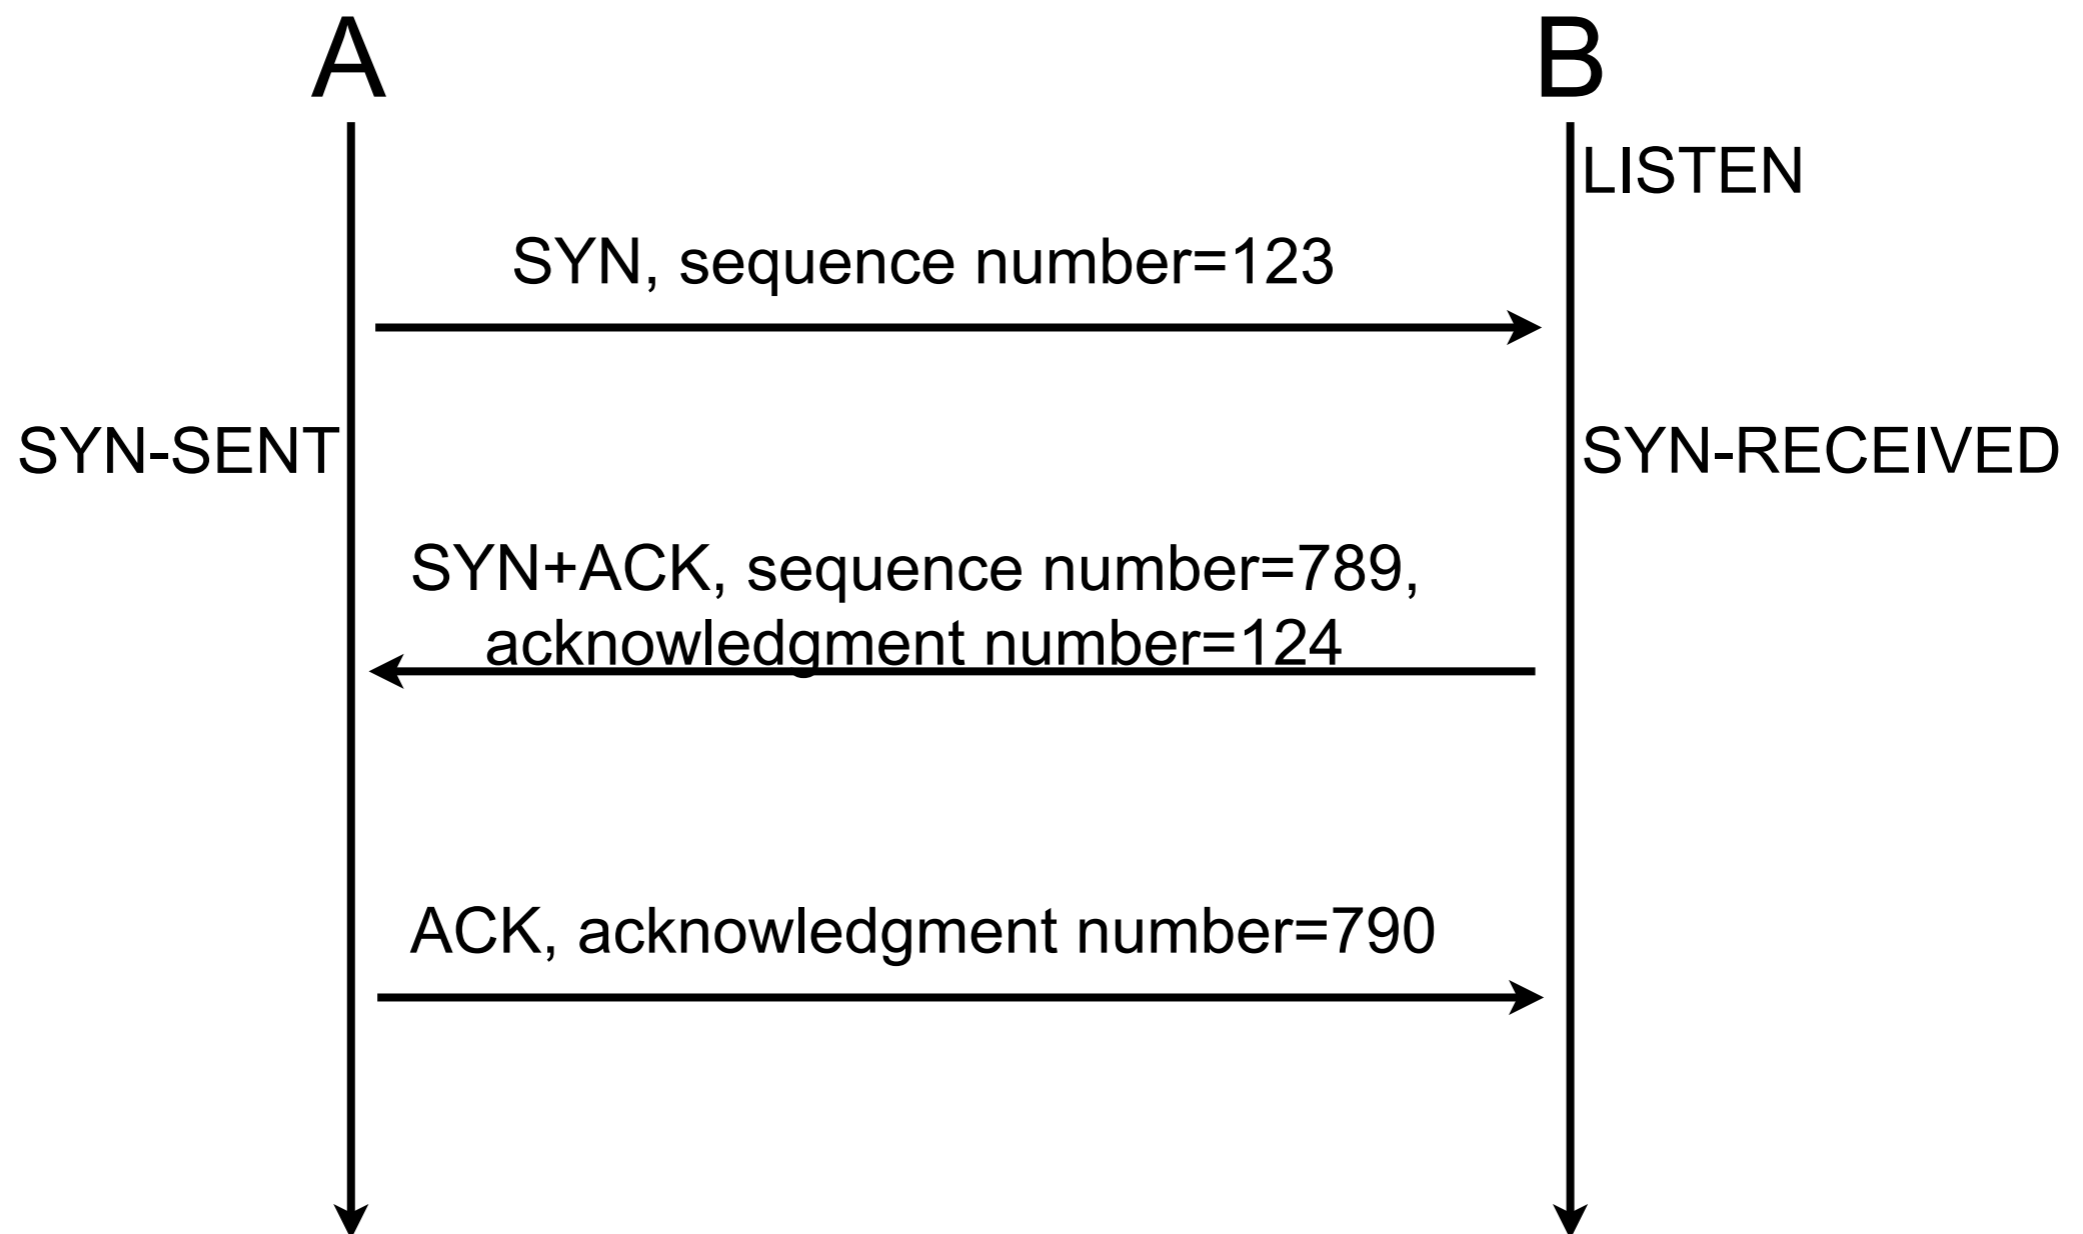 A
B
LISTEN
SYN, sequence number=123
SYN-SENT
SYN-RECEIVED
SYN+ACK, sequence number=789,
acknowledgment number=124
ACK, acknowledgment number=790